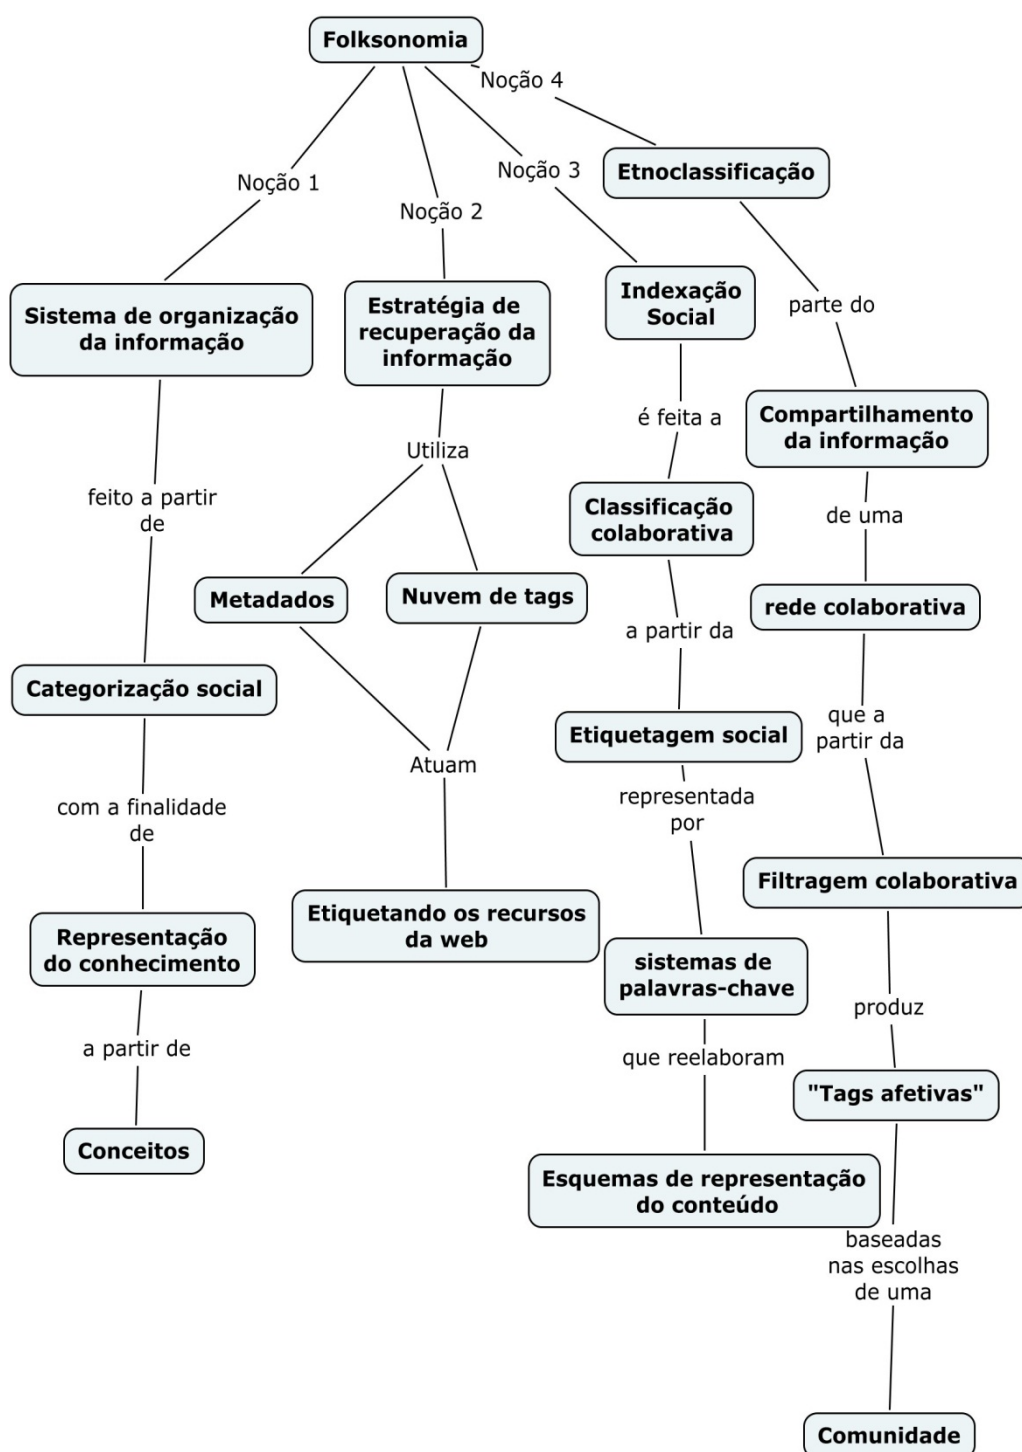 Folksonomia
Noção 1
Sistema de organização
da informação
feito a partir
de
Categorização social
com a finalidade
de
Representação
do conhecimento
a partir de
Conceitos
Noção 2
Estratégia de
recuperação da
informação
Utiliza
Metadados
Nuvem de tags
Atuam
Etiquetando os recursos
da web
Noção 3
Indexação
Social
é feita a
Classificação
colaborativa
a partir da
Etiquetagem social
representada
por
sistemas de
palavras-chave
que reelaboram
Esquemas de representação
do conteúdo
Noção 4
Etnoclassificação
parte do
Compartilhamento
da informação
de uma
rede colaborativa
que a
partir da
Filtragem colaborativa
produz
"Tags afetivas"
baseadas
nas escolhas
de uma
Comunidade